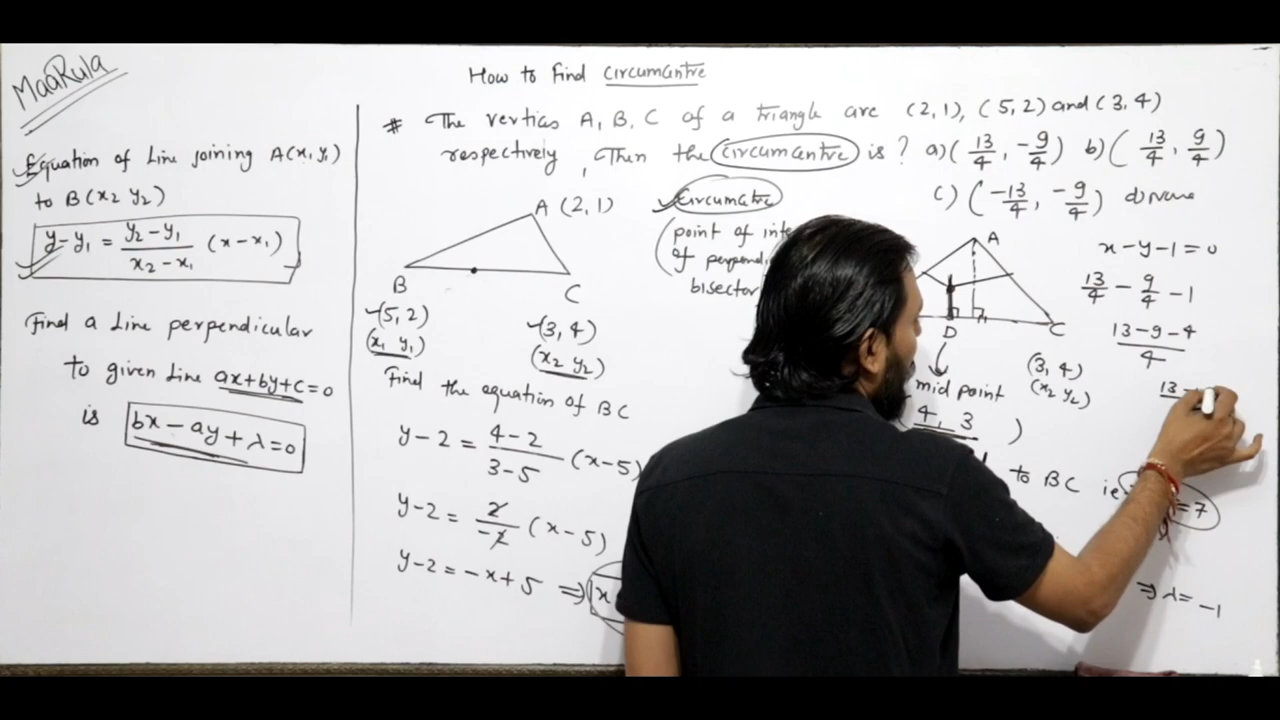 MaaRula
How to find circumcentre
# The vertices A, B, C of a triangle are (2,1), (5,2) and (3,4)
respectively, Then the circumcentre is ? a) (13/4, -9/4) b) (13/4, 9/4)
c) (-13/4, -9/4) d) none
Equation of Line joining A(x₁ y₁)
to B(x₂ y₂)
y-y₁ = y₂-y₁/x₂-x₁ (x-x₁)
Find a Line perpendicular
to given Line ax+by+c=0
is bx-ay+λ=0
A (2,1)
B
C
(5,2)
(x₁ y₁)
(3,4)
(x₂ y₂)
Find the equation of BC
y-2 = 4-2/3-5 (x-5)
y-2 = 2/-2 (x-5)
y-2 = -x+5 ⇒ x
Circumcentre
(point of
of
bisector
A
D
C
mid point
4, 3 )
(3,4)
(x₂ y₂)
to BC ie
=7
⇒ λ= -1
x-y-1=0
13/4 - 9/4 - 1
13-9-4/4
13